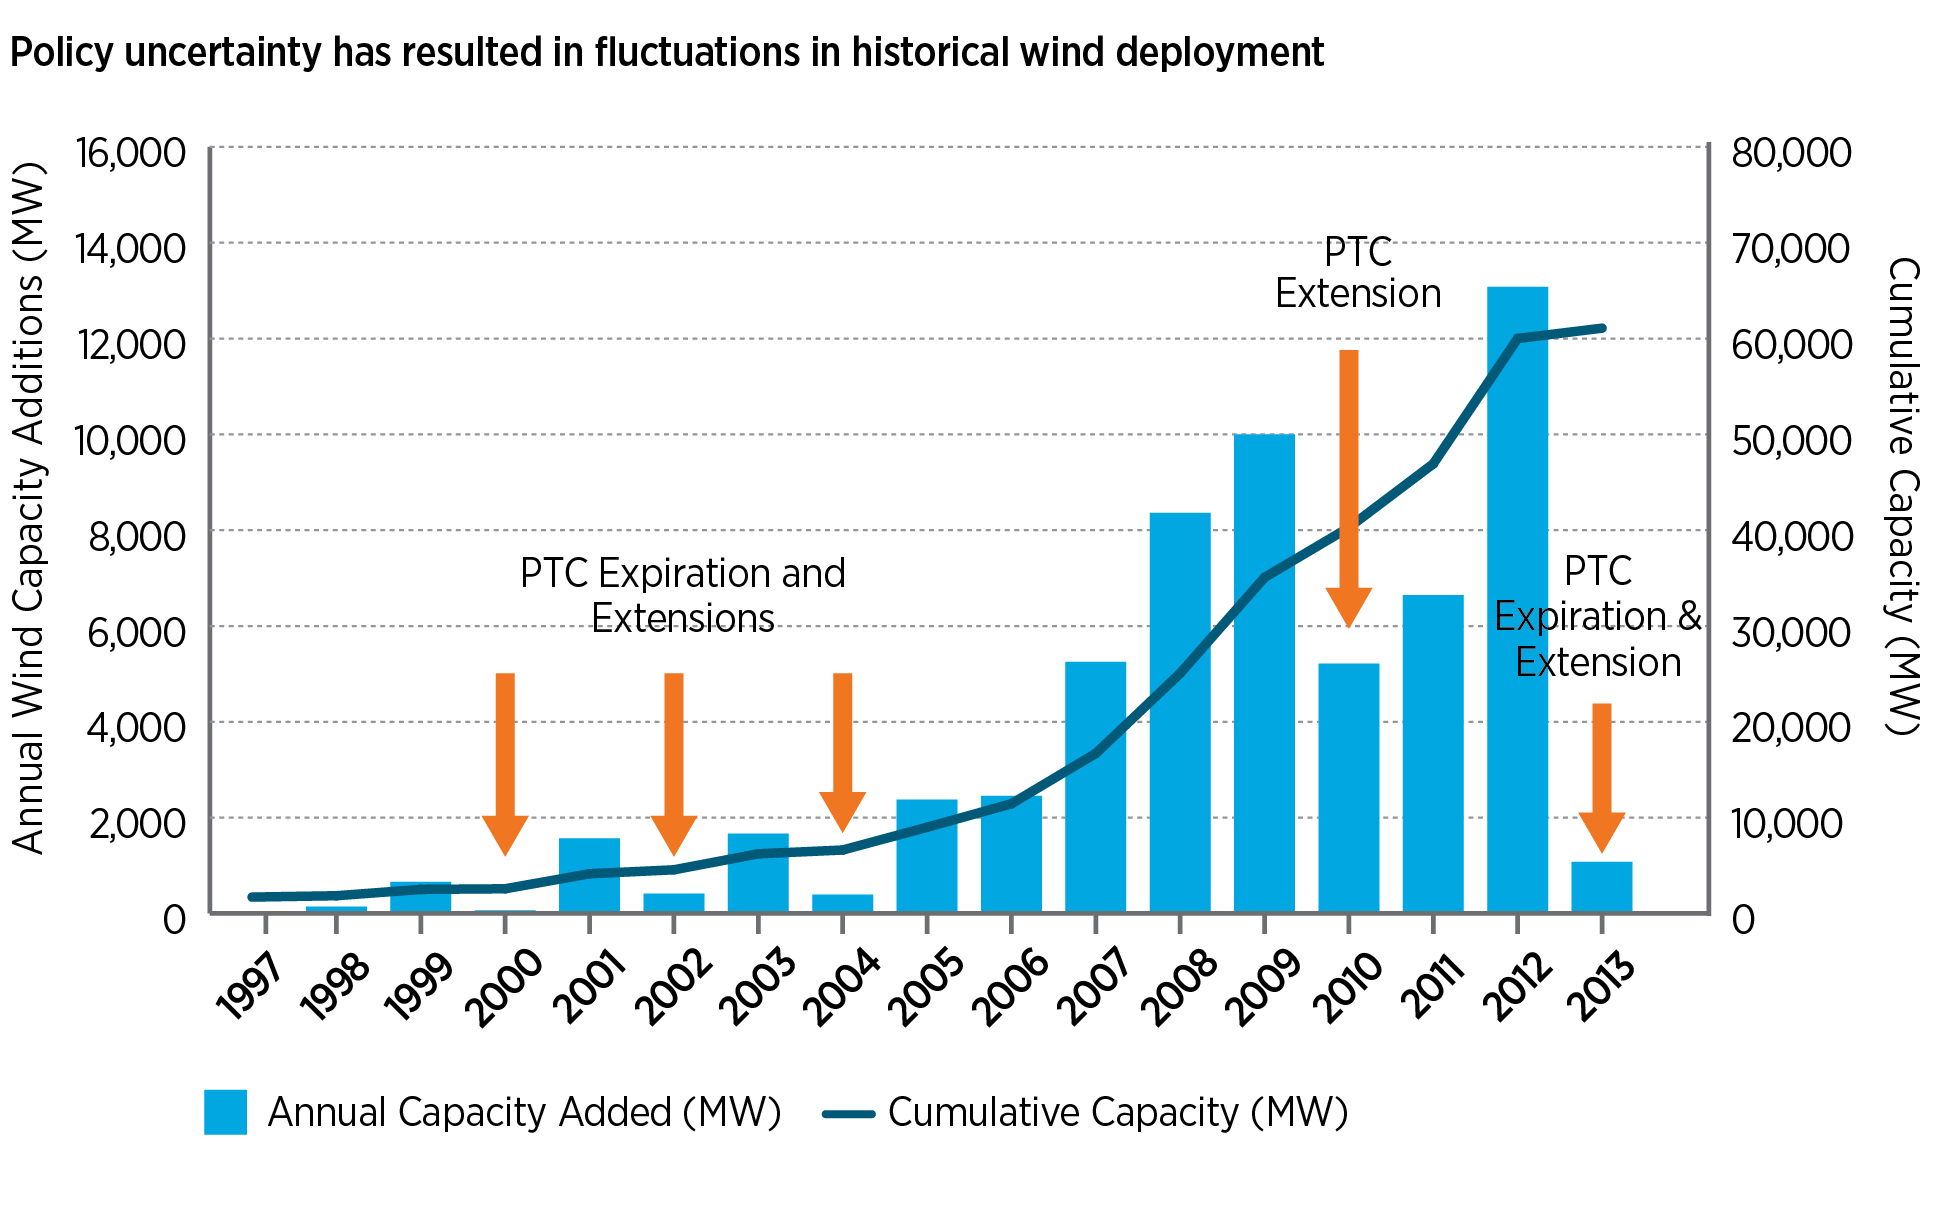 Policy uncertainty has resulted in fluctuations in historical wind deployment
Annual Wind Capacity Additions (MW)
16,000
14,000
12,000
10,000
8,000
6,000
4,000
2,000
0
PTC Expiration and
Extensions
PTC
Extension
PTC
Expiration &
Extension
80,000
70,000
60,000
50,000
40,000
30,000
20,000
10,000
0
Cumulative Capacity (MW)
1997
1998
1999
2000
2001
2002
2003
2004
2005
2006
2007
2008
2009
2010
2011
2012
2013
Annual Capacity Added (MW)
Cumulative Capacity (MW)